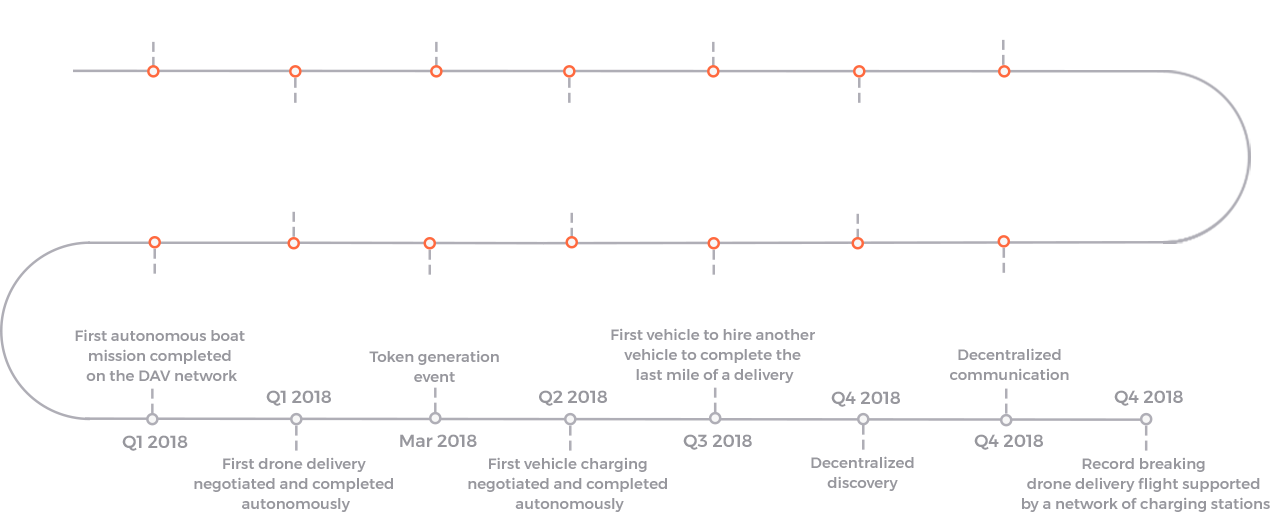 First autonomous boat
mission completed
on the DAV network
Q1 2018
Q1 2018
First drone delivery
negotiated and completed
autonomously
Token generation
event
Mar 2018
Q2 2018
First vehicle charging
negotiated and completed
autonomously
First vehicle to hire another
vehicle to complete the
last mile of a delivery
Q3 2018
Q4 2018
Decentralized
discovery
Decentralized
communication
Q4 2018
Q4 2018
Record breaking
drone delivery flight supported
by a network of charging stations